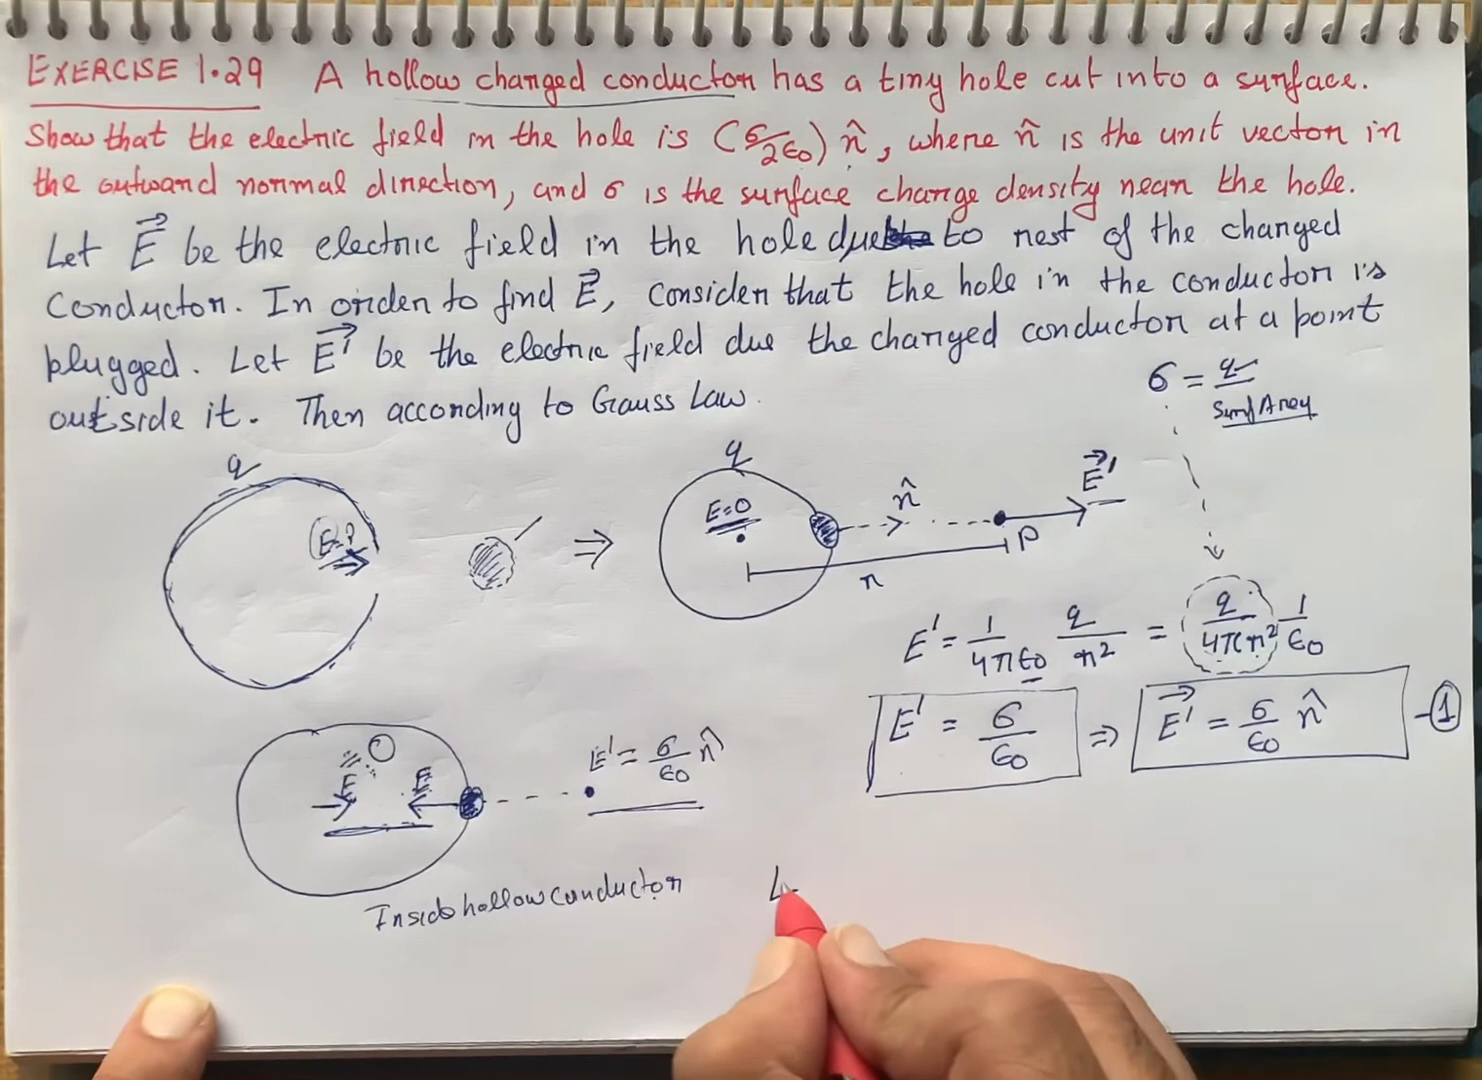 EXERCISE 1.29 A hollow changed conductor has a tiny hole cut into a surface.
Show that the electric field in the hole is (σ/2ϵ0) n̂, where n̂ is the unit vector in
the outward normal direction, and σ is the surface charge density near the hole.
Let E⃗ be the electric field in the hole due to rest of the changed
Conductor. In order to find E⃗, consider that the hole in the conductor is
plugged. Let E⃗' be the electric field due the charged conductor at a point
outside it. Then according to Gauss Law.
σ = q/Surf Area
q
E=?
⇒
q
E=0
n̂
E⃗'
P
r
E' = 1/4πϵ0 q/r² = q/4πr² 1/ϵ0
E' = σ/ϵ0 ⇒ E⃗' = σ/ϵ0 n̂ -①
E
E
E' = σ/ϵ0 n̂
Inside hollow conductor